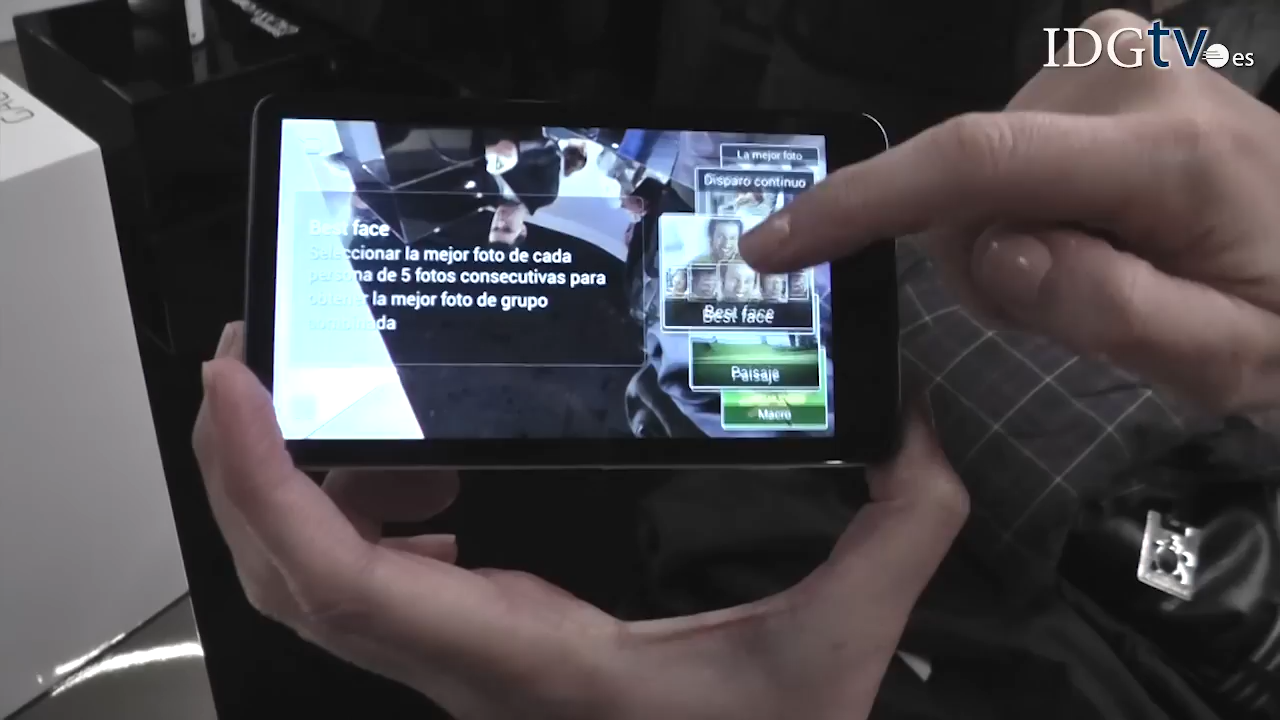 IDGtv.es
La mejor foto
Disparo continuo
Best face
Seleccionar la mejor foto de cada
persona de 5 fotos consecutivas para
obtener la mejor foto de grupo
Best face
Paisaje
Macro